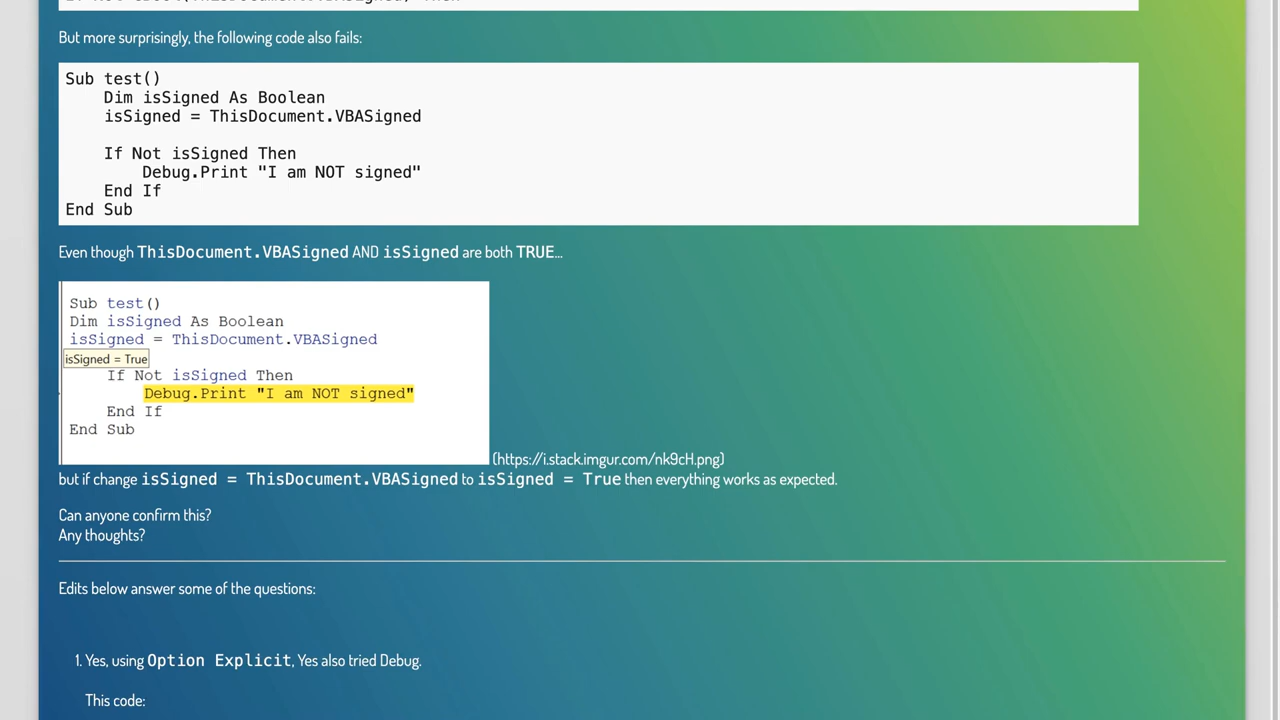 But more surprisingly, the following code also fails:
Sub test()
Dim isSigned As Boolean
isSigned = ThisDocument.VBASigned
If Not isSigned Then
Debug.Print "I am NOT signed"
End If
End Sub
Even though ThisDocument.VBASigned AND isSigned are both TRUE...
Sub test()
Dim isSigned As Boolean
isSigned = ThisDocument.VBASigned
isSigned = True
If Not isSigned Then
Debug.Print "I am NOT signed"
End If
End Sub
(https://i.stack.imgur.com/nk9cH.png)
but if change isSigned = ThisDocument.VBASigned to isSigned = True then everything works as expected.
Can anyone confirm this?
Any thoughts?
Edits below answer some of the questions:
1. Yes, using Option Explicit, Yes also tried Debug.
This code: